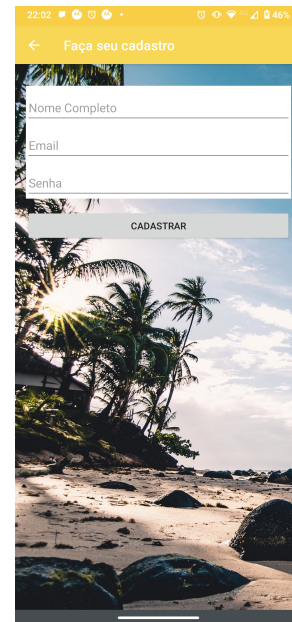 22:02 46%
Faça seu cadastro
Nome Completo
Email
Senha
CADASTRAR